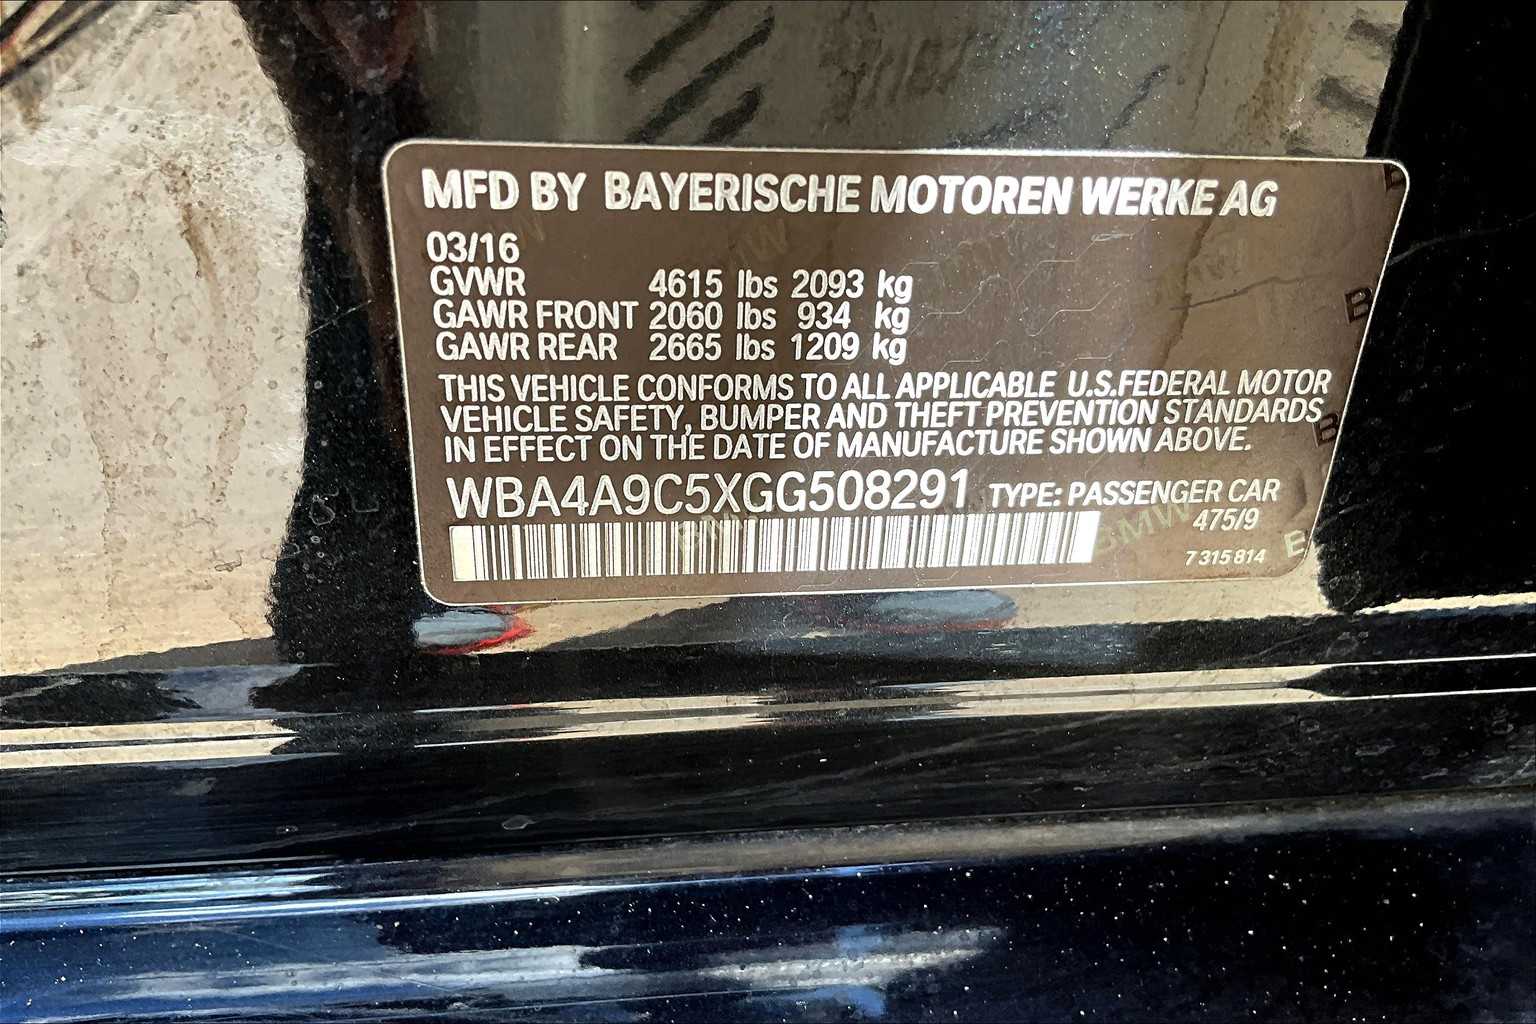 MFD BY BAYERISCHE MOTOREN WERKE AG
03/16
GVWR 4615 lbs 2093 kg
GAWR FRONT 2060 lbs 934 kg
GAWR REAR 2665 lbs 1209 kg
THIS VEHICLE CONFORMS TO ALL APPLICABLE U.S.FEDERAL MOTOR
VEHICLE SAFETY, BUMPER AND THEFT PREVENTION STANDARDS
IN EFFECT ON THE DATE OF MANUFACTURE SHOWN ABOVE.
WBA4A9C5XGG508291 TYPE: PASSENGER CAR
475/9
7 315 814
BMW
BMW